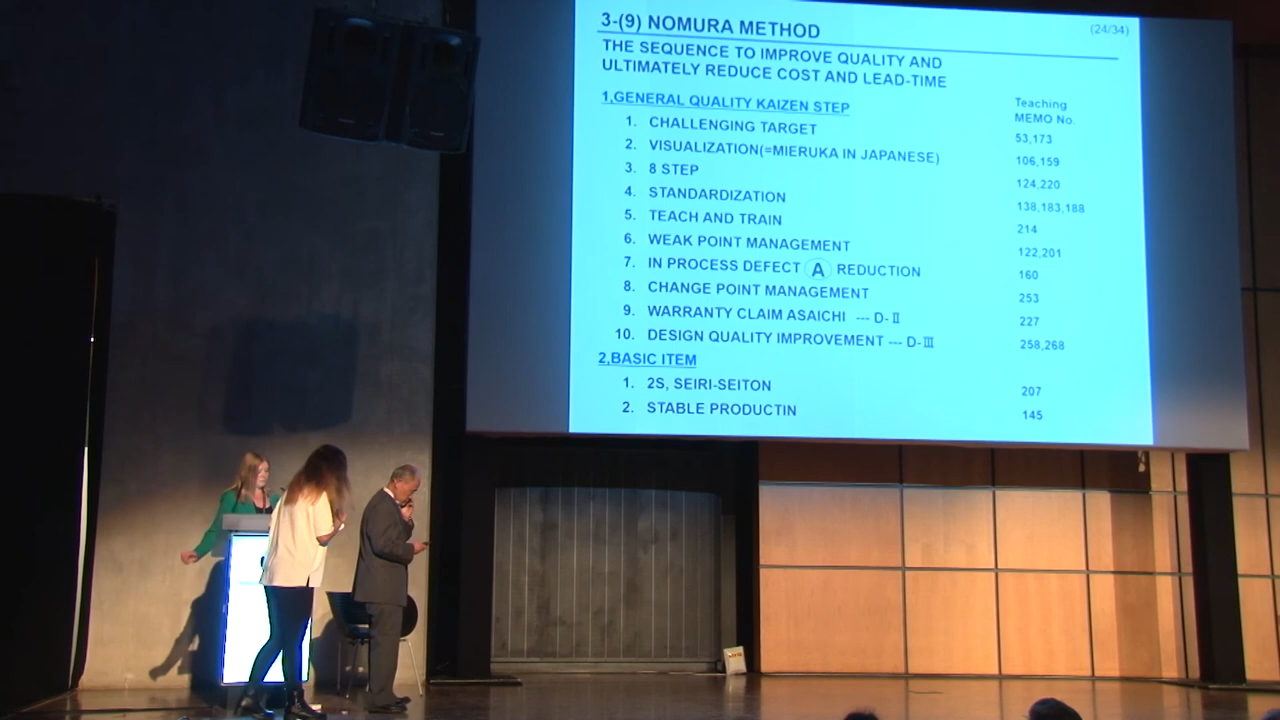 3-(9) NOMURA METHOD (24/34)
THE SEQUENCE TO IMPROVE QUALITY AND
ULTIMATELY REDUCE COST AND LEAD-TIME
Teaching
1,GENERAL QUALITY KAIZEN STEP MEMO No.
1. CHALLENGING TARGET 53,173
2. VISUALIZATION(=MIERUKA IN JAPANESE) 106,159
3. 8 STEP 124,220
4. STANDARDIZATION 138,183,188
5. TEACH AND TRAIN 214
6. WEAK POINT MANAGEMENT 122,201
7. IN PROCESS DEFECT A REDUCTION 160
8. CHANGE POINT MANAGEMENT 253
9. WARRANTY CLAIM ASAICHI --- D-Ⅱ 227
10. DESIGN QUALITY IMPROVEMENT --- D-Ⅲ 258,268
2,BASIC ITEM
1. 2S, SEIRI-SEITON 207
2. STABLE PRODUCTIN 145